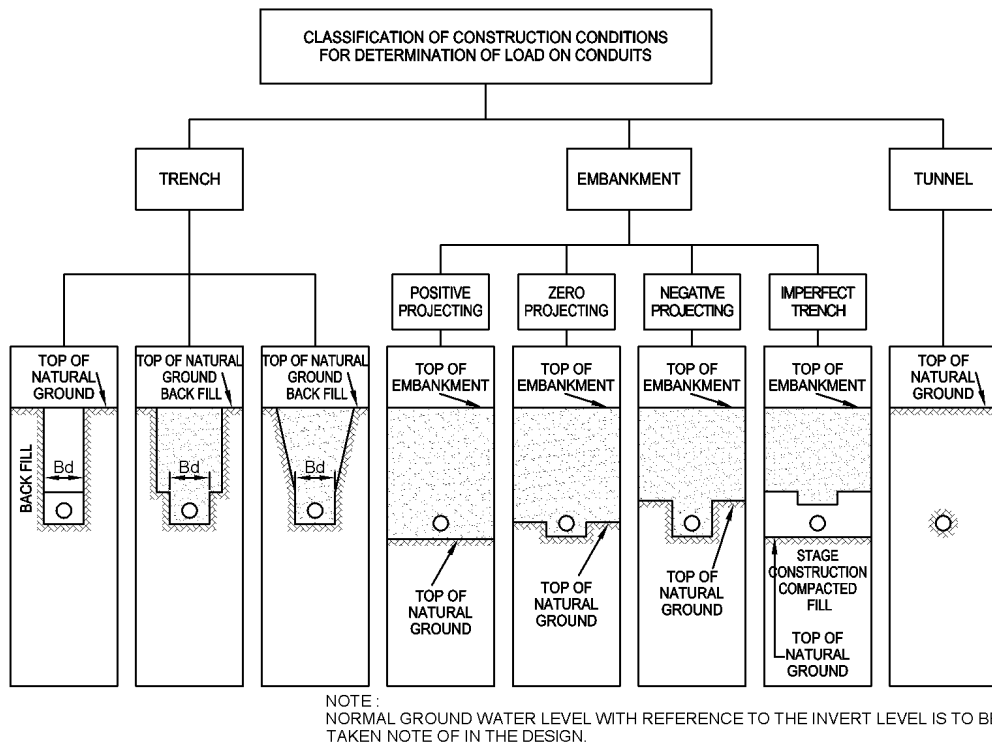 CLASSIFICATION OF CONSTRUCTION CONDITIONS
FOR DETERMINATION OF LOAD ON CONDUITS
TRENCH
EMBANKMENT
TUNNEL
POSITIVE
PROJECTING
ZERO
PROJECTING
NEGATIVE
PROJECTING
IMPERFECT
TRENCH
TOP OF
NATURAL
GROUND
BACK FILL
Bd
TOP OF NATURAL
GROUND
BACK FILL
Bd
TOP OF NATURAL
GROUND
BACK FILL
Bd
TOP OF
EMBANKMENT
TOP OF
NATURAL
GROUND
TOP OF
EMBANKMENT
TOP OF
NATURAL
GROUND
TOP OF
EMBANKMENT
TOP OF
NATURAL
GROUND
TOP OF
EMBANKMENT
STAGE
CONSTRUCTION
COMPACTED
FILL
TOP OF
NATURAL
GROUND
TOP OF
NATURAL
GROUND
NOTE :
NORMAL GROUND WATER LEVEL WITH REFERENCE TO THE INVERT LEVEL IS TO BE
TAKEN NOTE OF IN THE DESIGN.